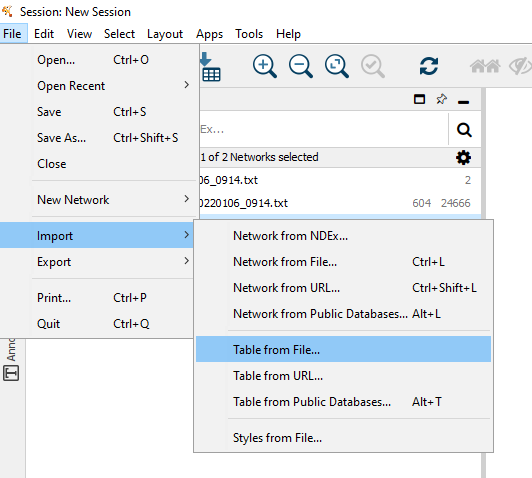 Session: New Session
File Edit View Select Layout Apps Tools Help
Open... Ctrl+O
Open Recent
Save Ctrl+S
Save As... Ctrl+Shift+S
Close
New Network
Import
Export
Print... Ctrl+P
Quit Ctrl+Q
Ex...
1 of 2 Networks selected
06_0914.txt 2
0220106_0914.txt 604 24666
Network from NDEx...
Network from File... Ctrl+L
Network from URL... Ctrl+Shift+L
Network from Public Databases... Alt+L
Table from File...
Table from URL...
Table from Public Databases... Alt+T
Styles from File...
Anno